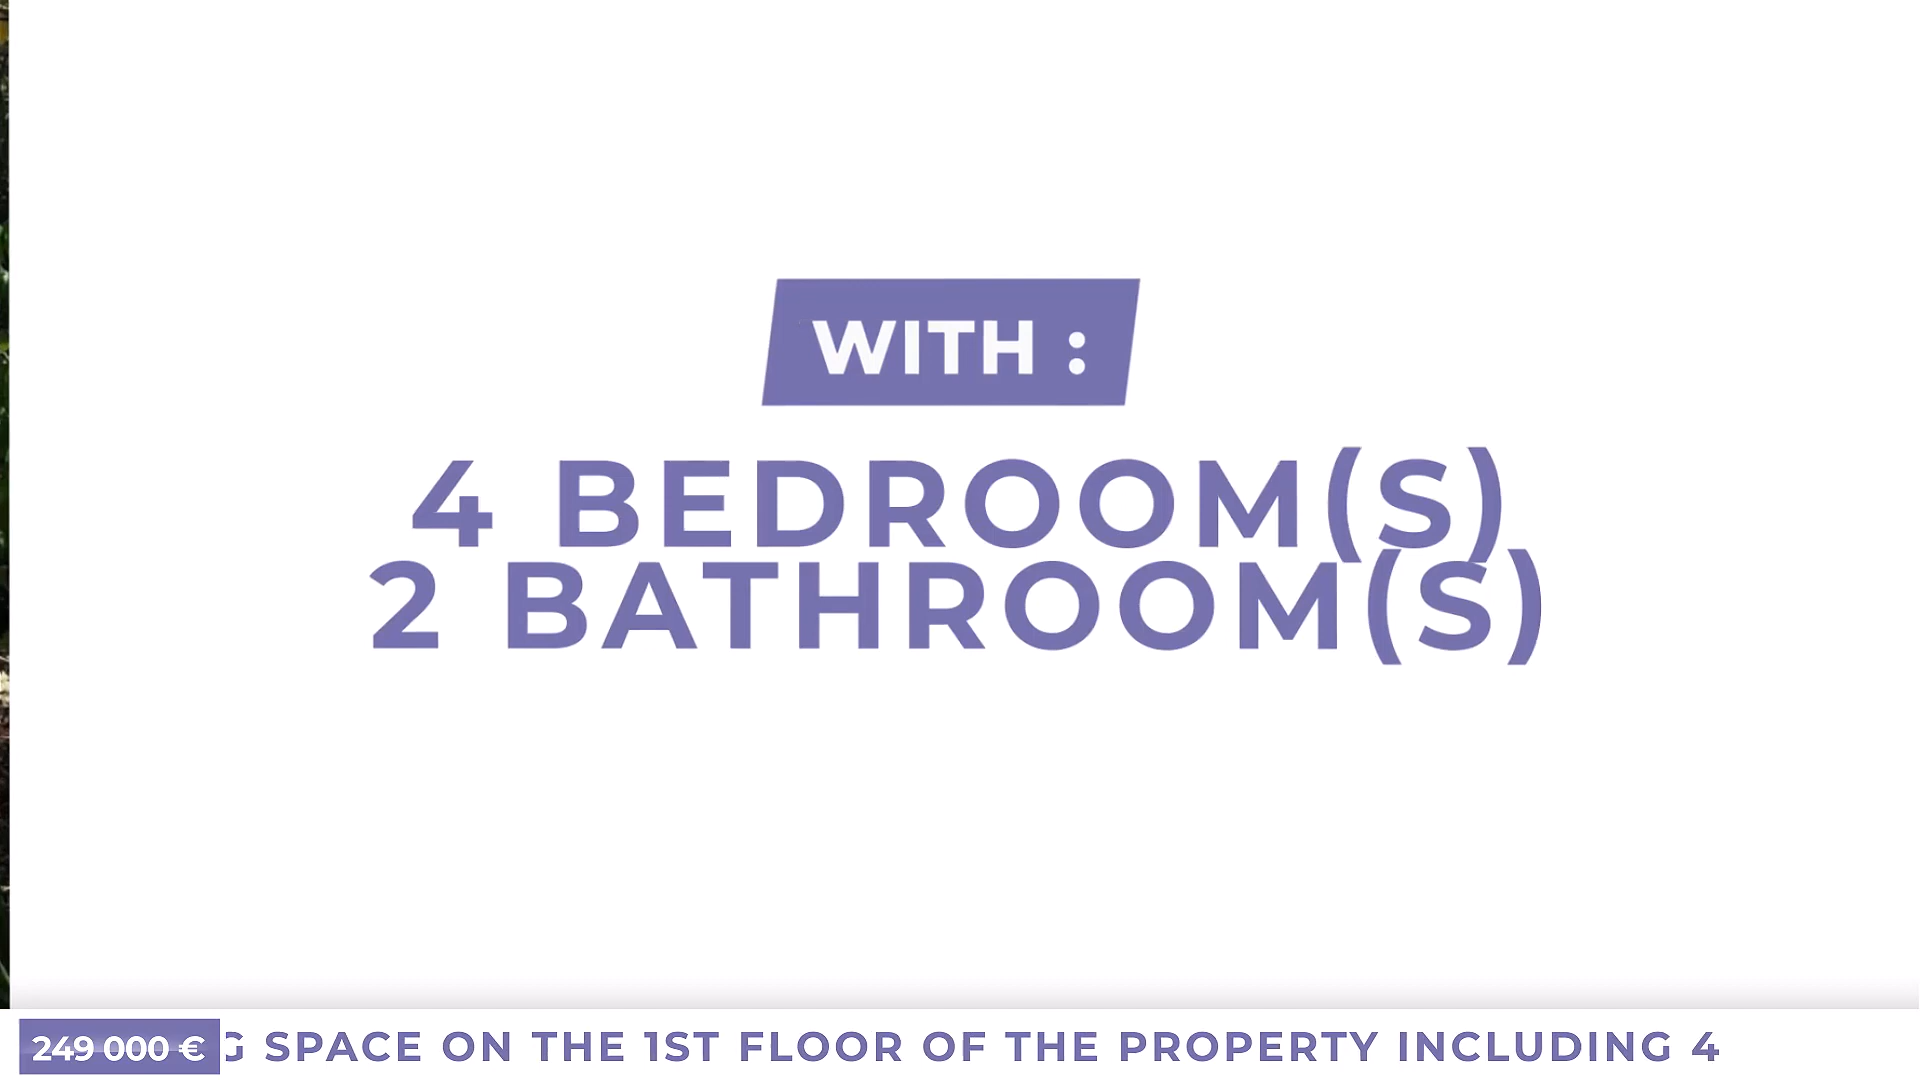 WITH :
4 BEDROOM(S)
2 BATHROOM(S)
249 000 € G SPACE ON THE 1ST FLOOR OF THE PROPERTY INCLUDING 4